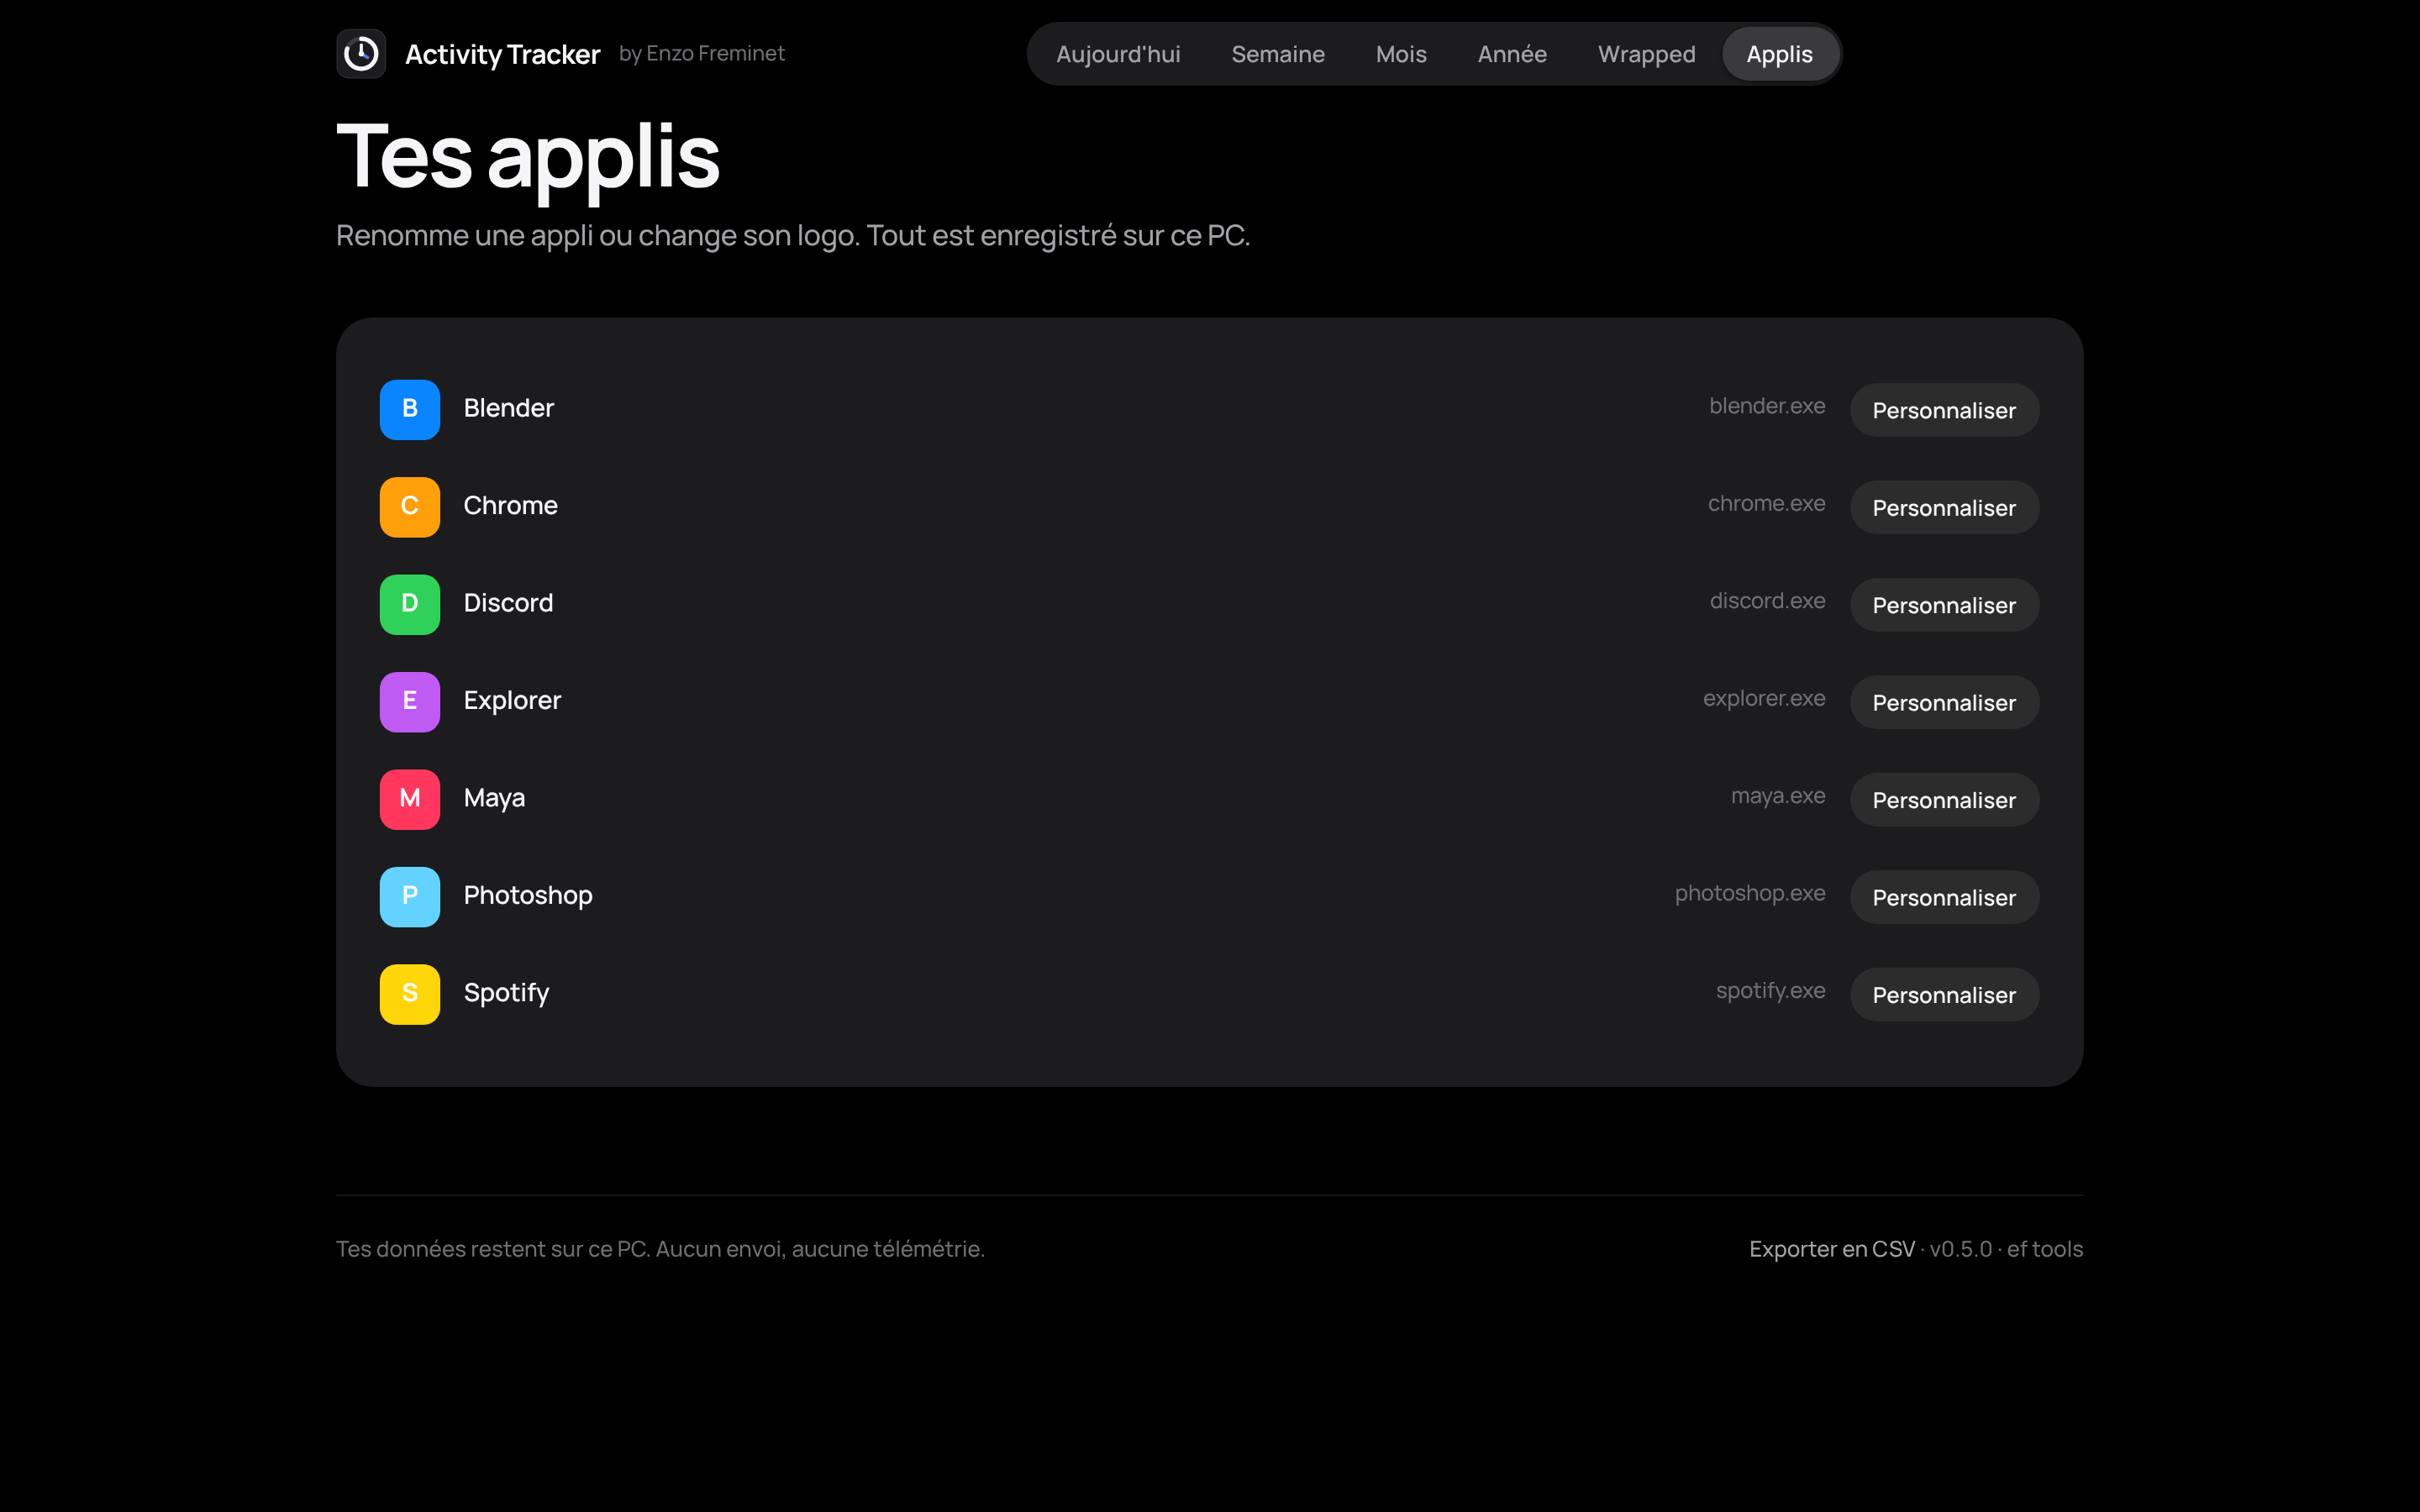 Activity Tracker by Enzo Freminet
Aujourd'hui Semaine Mois Année Wrapped Applis
Tes applis
Renomme une appli ou change son logo. Tout est enregistré sur ce PC.
B Blender blender.exe Personnaliser
C Chrome chrome.exe Personnaliser
D Discord discord.exe Personnaliser
E Explorer explorer.exe Personnaliser
M Maya maya.exe Personnaliser
P Photoshop photoshop.exe Personnaliser
S Spotify spotify.exe Personnaliser
Tes données restent sur ce PC. Aucun envoi, aucune télémétrie.
Exporter en CSV · v0.5.0 · ef tools